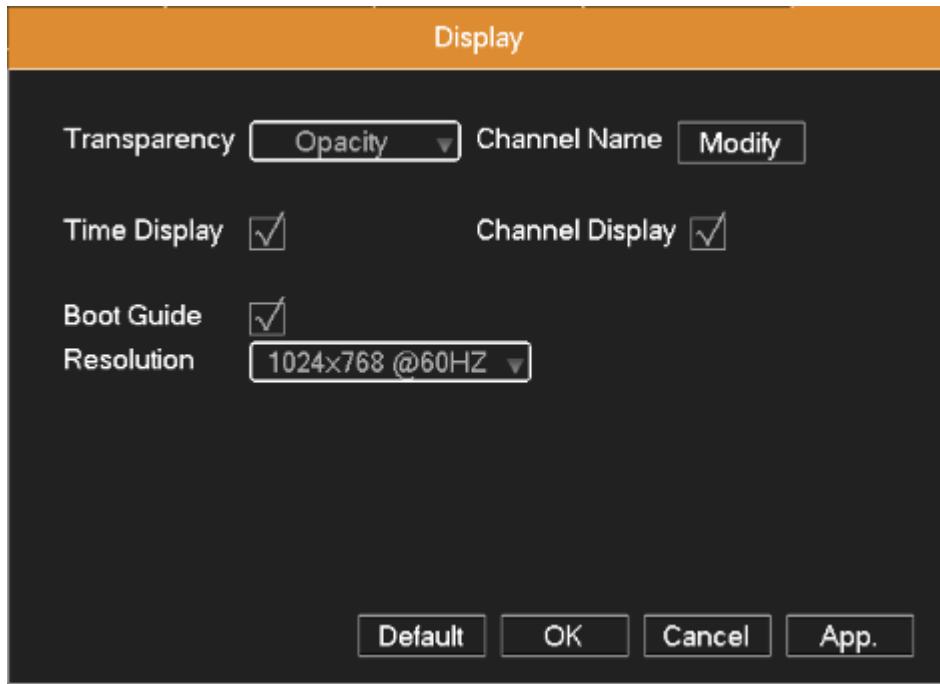 Display
Transparency Opacity Channel Name Modify
Time Display Channel Display
Boot Guide
Resolution 1024x768 @60HZ
Default OK Cancel App.